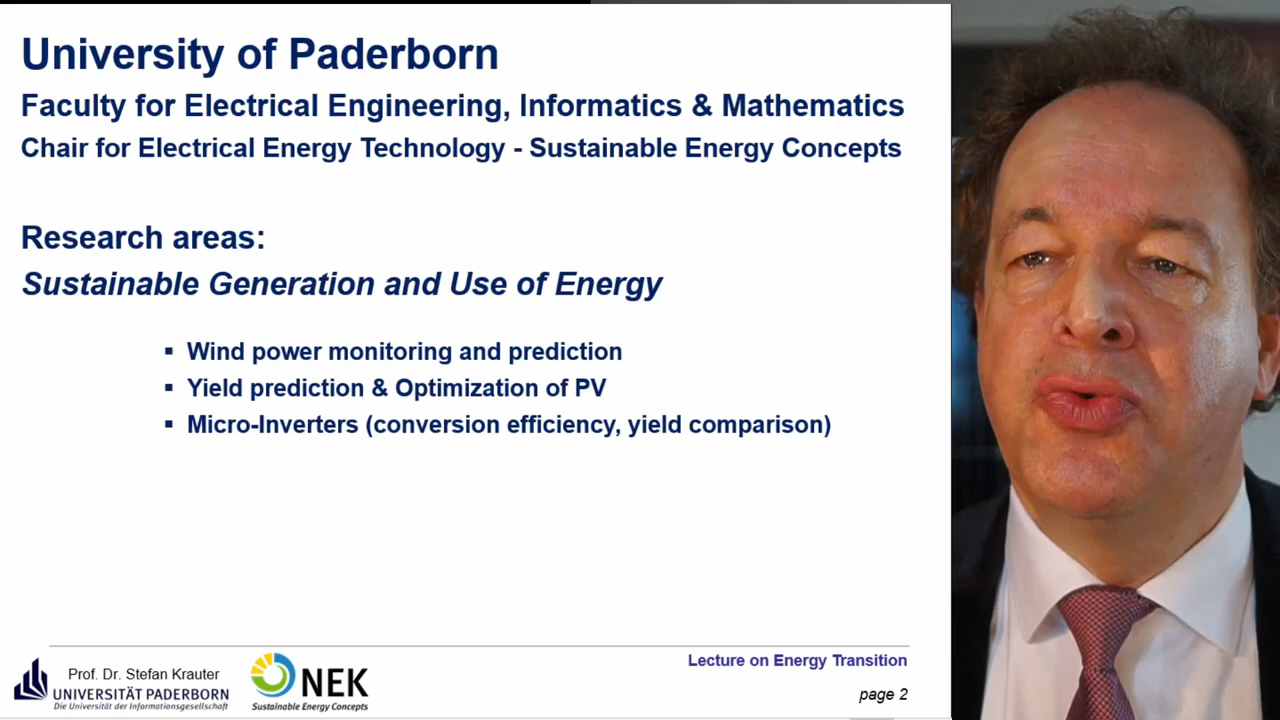 University of Paderborn
Faculty for Electrical Engineering, Informatics & Mathematics
Chair for Electrical Energy Technology - Sustainable Energy Concepts
Research areas:
Sustainable Generation and Use of Energy
▪ Wind power monitoring and prediction
▪ Yield prediction & Optimization of PV
▪ Micro-Inverters (conversion efficiency, yield comparison)
Prof. Dr. Stefan Krauter
UNIVERSITÄT PADERBORN
Die Universität der Informationsgesellschaft
NEK
Sustainable Energy Concepts
Lecture on Energy Transition
page 2